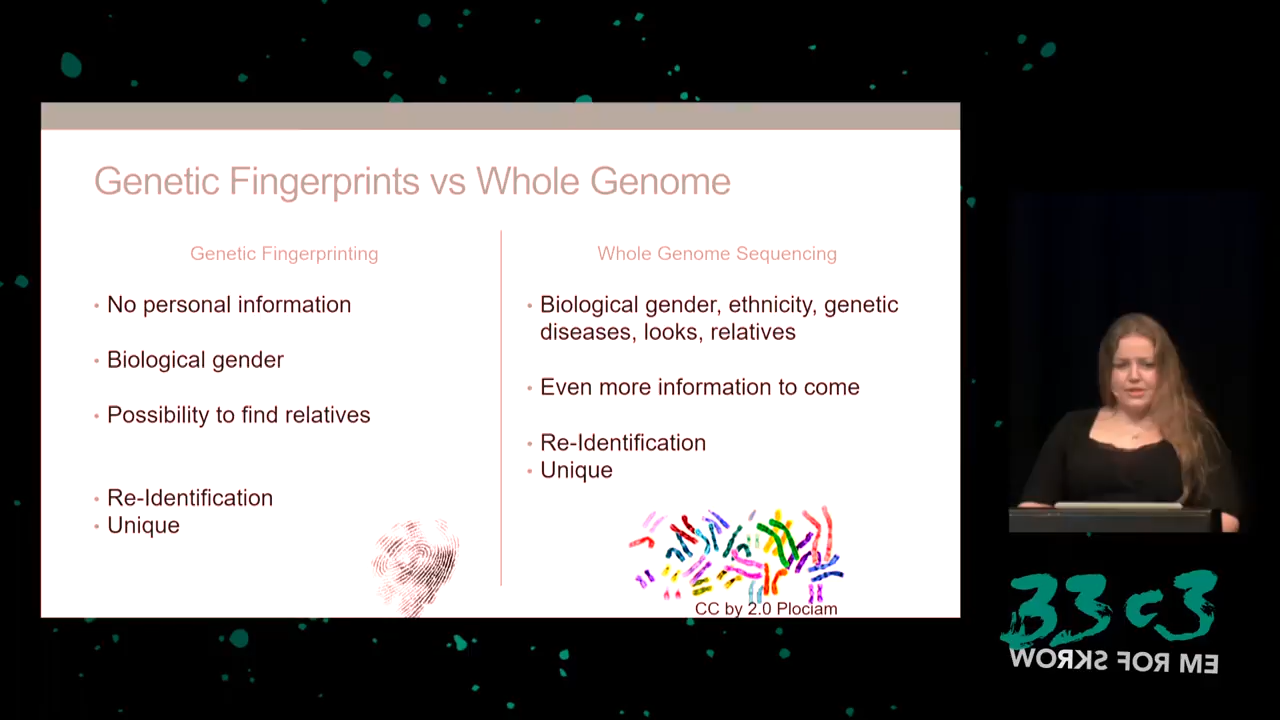 Genetic Fingerprints vs Whole Genome
Genetic Fingerprinting
• No personal information
• Biological gender
• Possibility to find relatives
• Re-Identification
• Unique
Whole Genome Sequencing
• Biological gender, ethnicity, genetic
diseases, looks, relatives
• Even more information to come
• Re-Identification
• Unique
CC by 2.0 Plociam
33c3
WORKS FOR ME